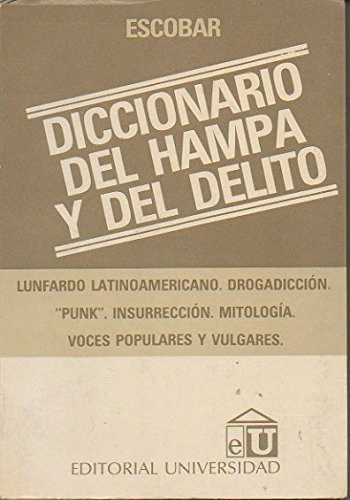 ESCOBAR
DICCIONARIO
DEL HAMPA
Y DEL DELITO
LUNFARDO LATINOAMERICANO. DROGADICCIÓN.
"PUNK". INSURRECCIÓN. MITOLOGÍA.
VOCES POPULARES Y VULGARES.
eU
EDITORIAL UNIVERSIDAD